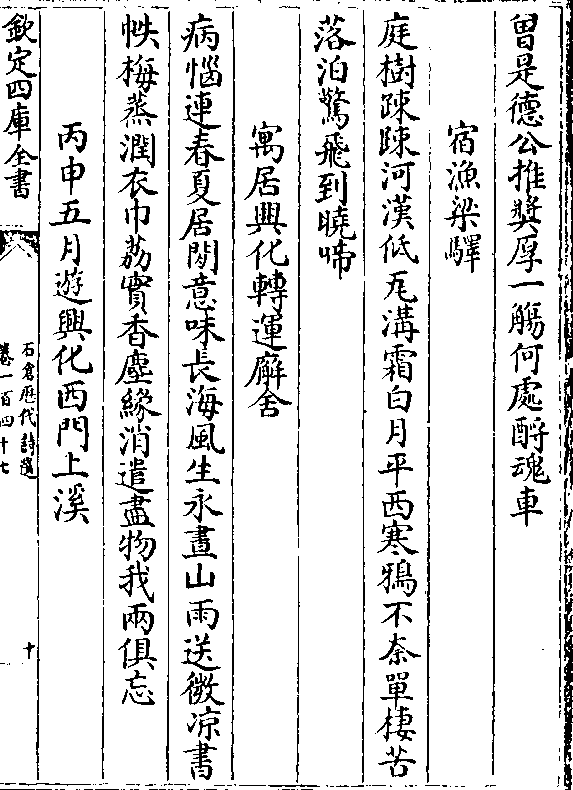 曽是德公推奬厚一觴何處酹魂車
宿漁梁驛
庭樹踈踈河漢低瓦溝霜白月平西寒鴉不奈單棲苦
落泊驚飛到曉啼
寓居興化轉運廨舍
病惱連春夏居閒意味長海風生永晝山雨送微凉書
帙梅蒸潤衣巾荔實香塵緣消遣盡物我兩俱忘
丙申五月遊興化西門上溪
欽定四庫全書
石倉歷代詩選
卷一百四十七
十